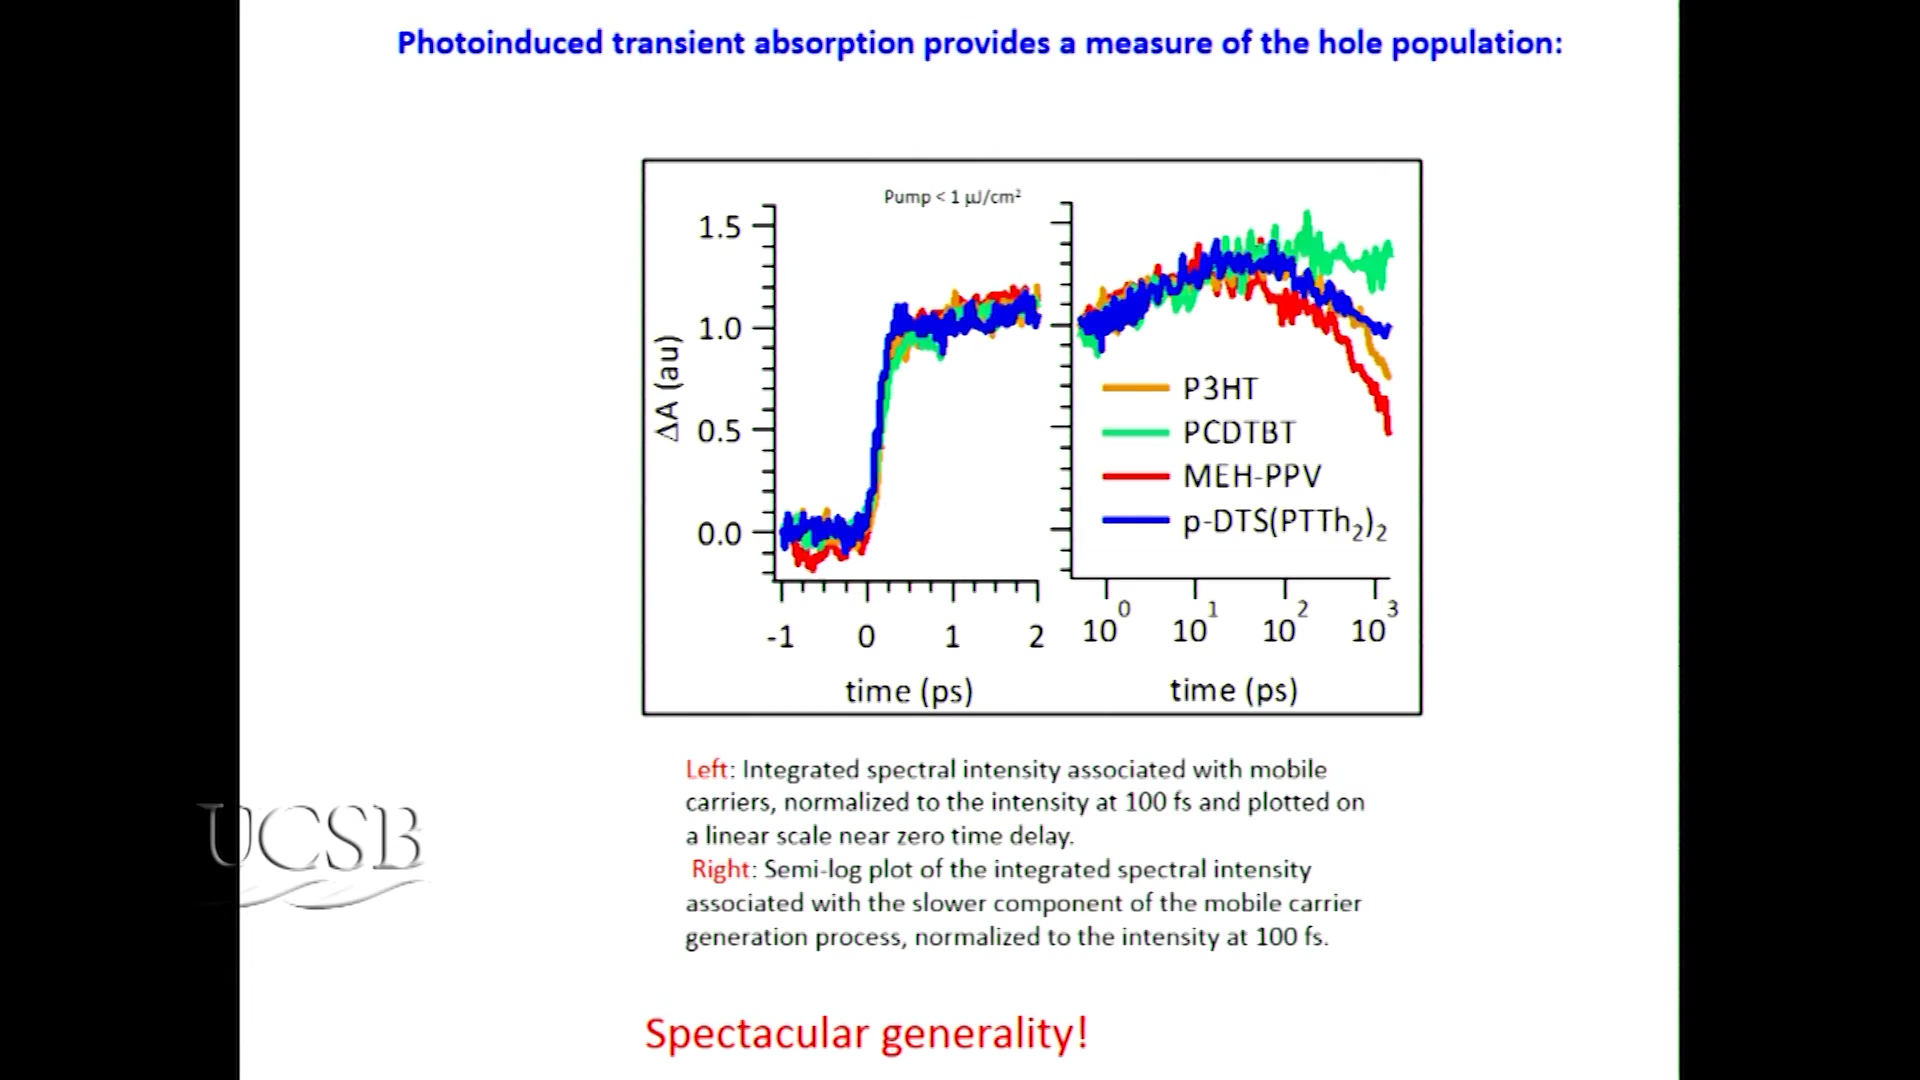 Photoinduced transient absorption provides a measure of the hole population:
Pump < 1 µJ/cm²
1.5
1.0
0.5
0.0
ΔA (au)
-1 0 1 2
time (ps)
P3HT
PCDTBT
MEH-PPV
p-DTS(PTTh₂)₂
10⁰ 10¹ 10² 10³
time (ps)
Left: Integrated spectral intensity associated with mobile
carriers, normalized to the intensity at 100 fs and plotted on
a linear scale near zero time delay.
Right: Semi-log plot of the integrated spectral intensity
associated with the slower component of the mobile carrier
generation process, normalized to the intensity at 100 fs.
UCSB
Spectacular generality!